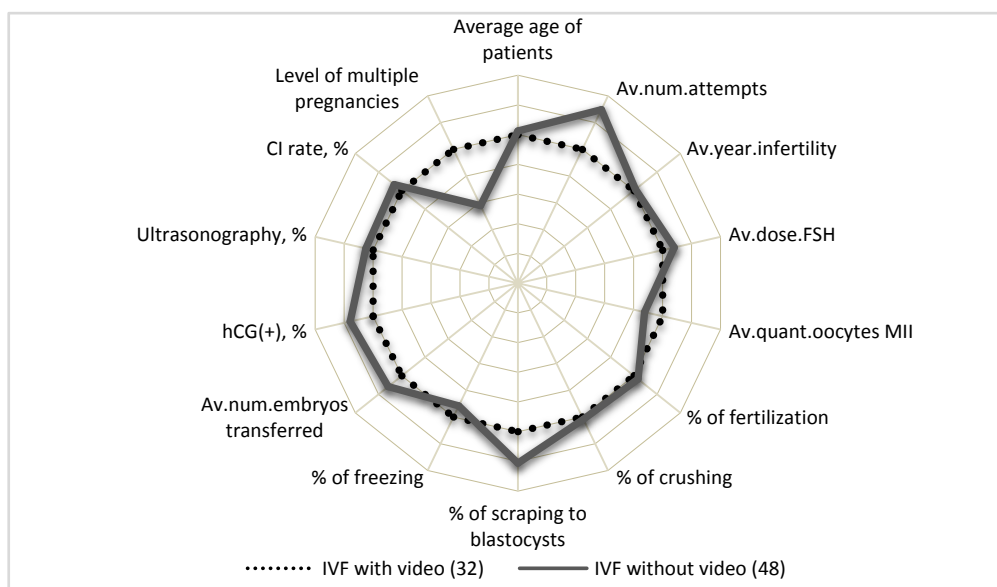 Average age of
patients
Av.num.attempts
Av.year.infertility
Av.dose.FSH
Av.quant.oocytes MII
% of fertilization
% of crushing
% of scraping to
blastocysts
% of freezing
Av.num.embryos
transferred
hCG(+), %
Ultrasonography, %
CI rate, %
Level of multiple
pregnancies
IVF with video (32)
IVF without video (48)